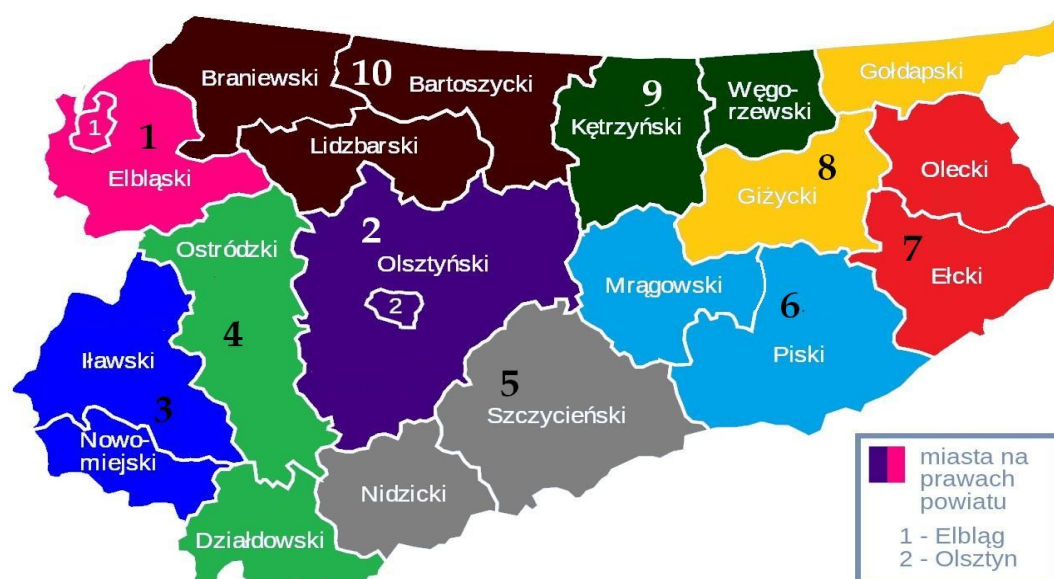 Braniewski
10
Bartoszycki
9
Węgo-
rzewski
Gołdapski
1
1
Kętrzyński
Lidzbarski
Elbląski
8
Giżycki
Olecki
Ostródzki
2
Olsztyński
7
Ełcki
Mrągowski
2
6
4
Iławski
Piski
5
3
Szczycieński
Nowo-
miejski
Nidzicki
Działdowski
miasta na
prawach
powiatu
1 - Elbląg
2 - Olsztyn